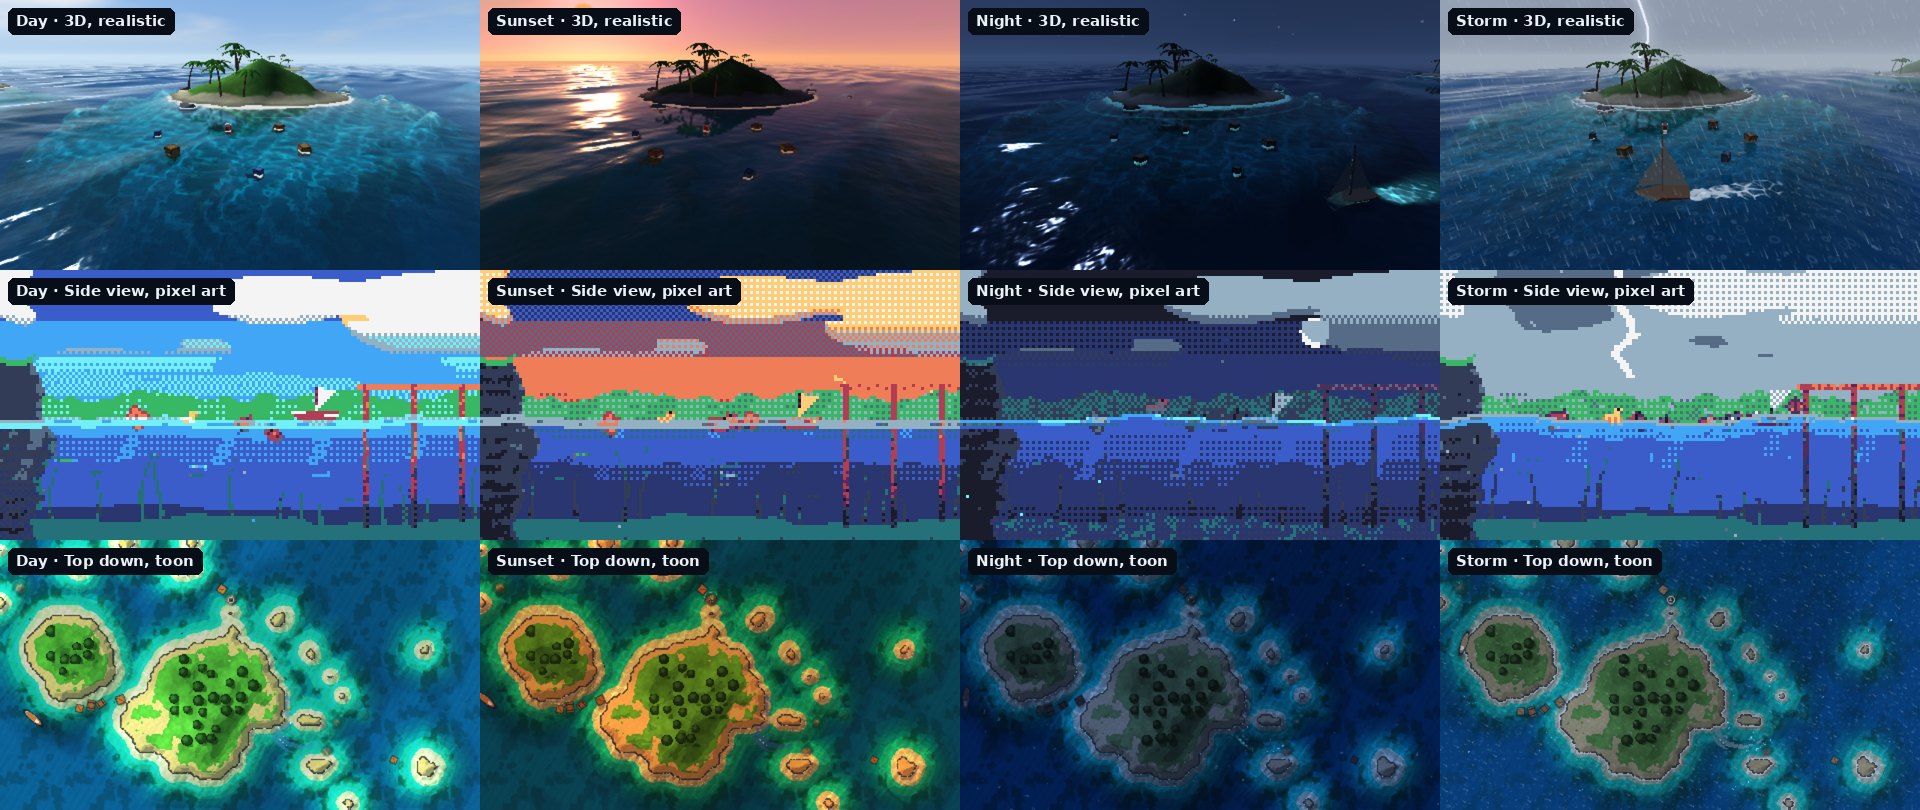 Day · 3D, realistic
Sunset · 3D, realistic
Night · 3D, realistic
Storm · 3D, realistic
Day · Side view, pixel art
Sunset · Side view, pixel art
Night · Side view, pixel art
Storm · Side view, pixel art
Day · Top down, toon
Sunset · Top down, toon
Night · Top down, toon
Storm · Top down, toon